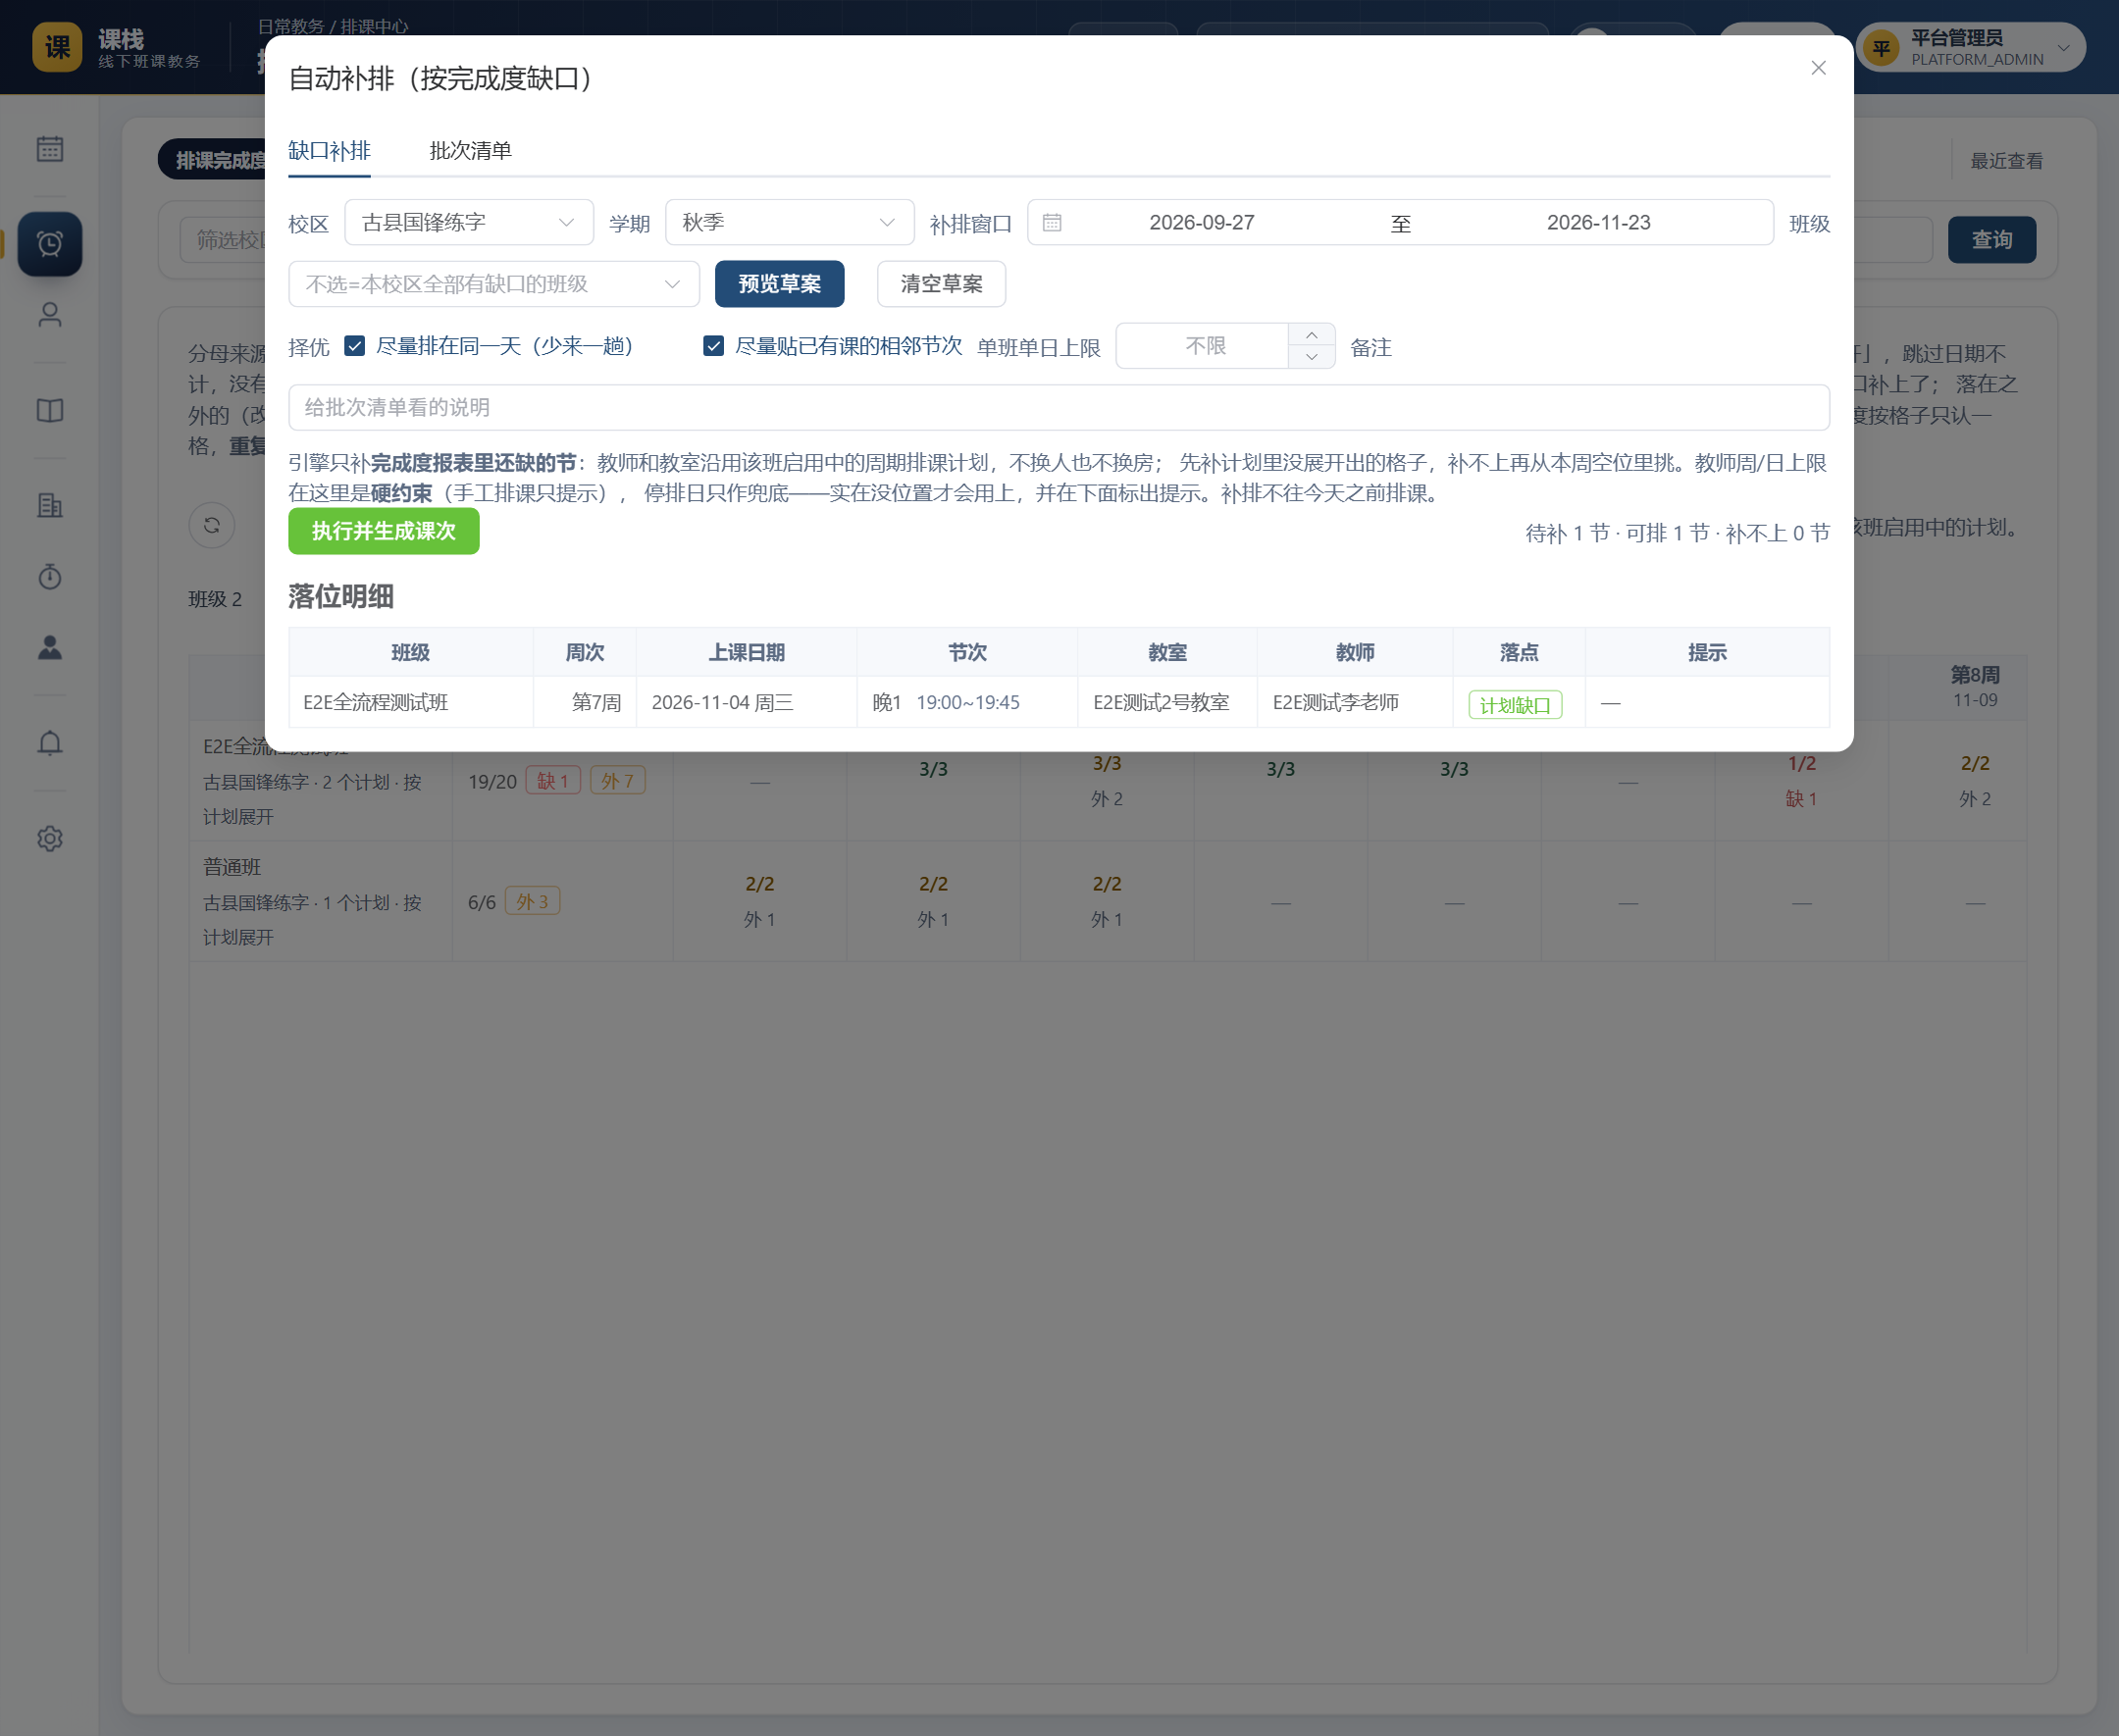 课
课栈
线下班课教务
日常教务 / 排课中心
平
平台管理员
PLATFORM_ADMIN
自动补排（按完成度缺口）
排课完成度
最近查看
缺口补排
批次清单
校区
古县国锋练字
学期
秋季
补排窗口
2026-09-27
至
2026-11-23
班级
筛选校区
查询
不选=本校区全部有缺口的班级
预览草案
清空草案
择优
尽量排在同一天（少来一趟）
尽量贴已有课的相邻节次
单班单日上限
不限
备注
分母来源
，跳过日期不
计，没有
口补上了； 落在之
给批次清单看的说明
外的（改
度按格子只认一
格，重复
引擎只补完成度报表里还缺的节：教师和教室沿用该班启用中的周期排课计划，不换人也不换房； 先补计划里没展开出的格子，补不上再从本周空位里挑。教师周/日上限
在这里是硬约束（手工排课只提示）， 停排日只作兜底——实在没位置才会用上，并在下面标出提示。补排不往今天之前排课。
执行并生成课次
待补 1 节 · 可排 1 节 · 补不上 0 节
该班启用中的计划。
班级 2
落位明细
班级 周次 上课日期 节次 教室 教师 落点 提示
E2E全流程测试班 第7周 2026-11-04 周三 晚1 19:00~19:45 E2E测试2号教室 E2E测试李老师 计划缺口 —
第8周
11-09
E2E全流程测试班
古县国锋练字 · 2 个计划 · 按
计划展开
19/20 缺 1 外 7
—
3/3
3/3
外 2
3/3
3/3
—
1/2
缺 1
2/2
外 2
普通班
古县国锋练字 · 1 个计划 · 按
计划展开
6/6 外 3
2/2
外 1
2/2
外 1
2/2
外 1
—
—
—
—
—